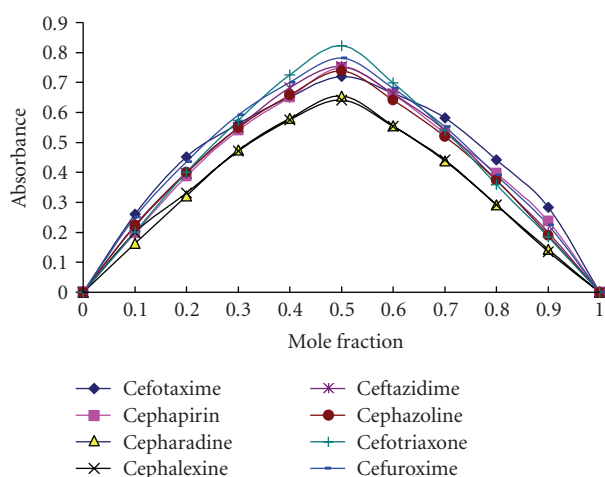 0.9
0.8
0.7
0.6
0.5
0.4
0.3
0.2
0.1
0
Absorbance
0 0.1 0.2 0.3 0.4 0.5 0.6 0.7 0.8 0.9 1
Mole fraction
Cefotaxime Ceftazidime
Cephapirin Cephazoline
Cepharadine Cefotriaxone
Cephalexine Cefuroxime